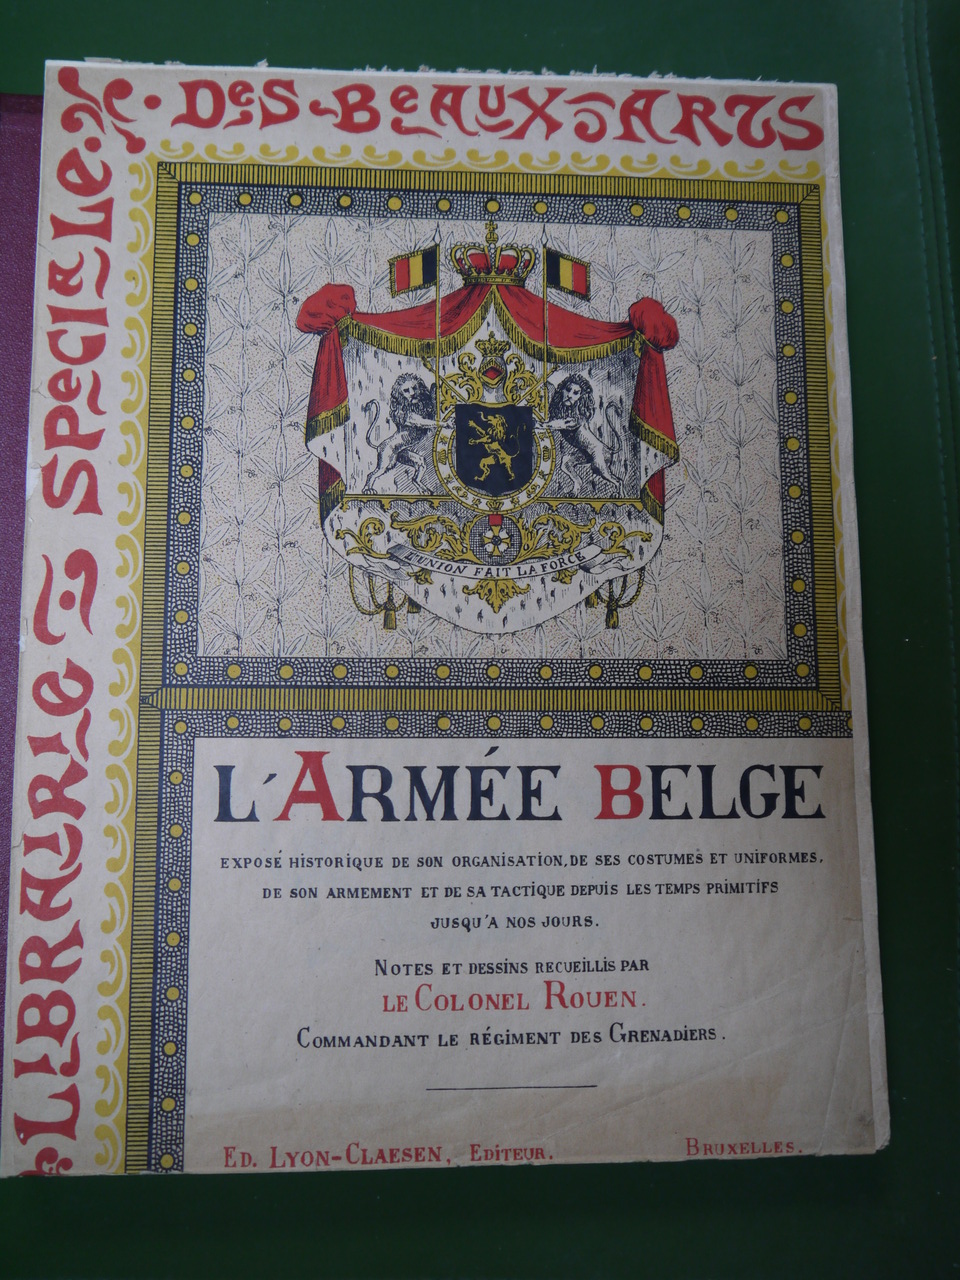 LIBRAIRIE SPECIALE
DES BEAUX-ARTS
L'UNION FAIT LA FORCE
L'ARMÉE BELGE
EXPOSÉ HISTORIQUE DE SON ORGANISATION, DE SES COSTUMES ET UNIFORMES,
DE SON ARMEMENT ET DE SA TACTIQUE DEPUIS LES TEMPS PRIMITIFS
JUSQU'A NOS JOURS.
NOTES ET DESSINS RECUEILLIS PAR
LE COLONEL ROUEN.
COMMANDANT LE RÉGIMENT DES GRENADIERS.
ED. LYON-CLAESEN, EDITEUR. BRUXELLES.